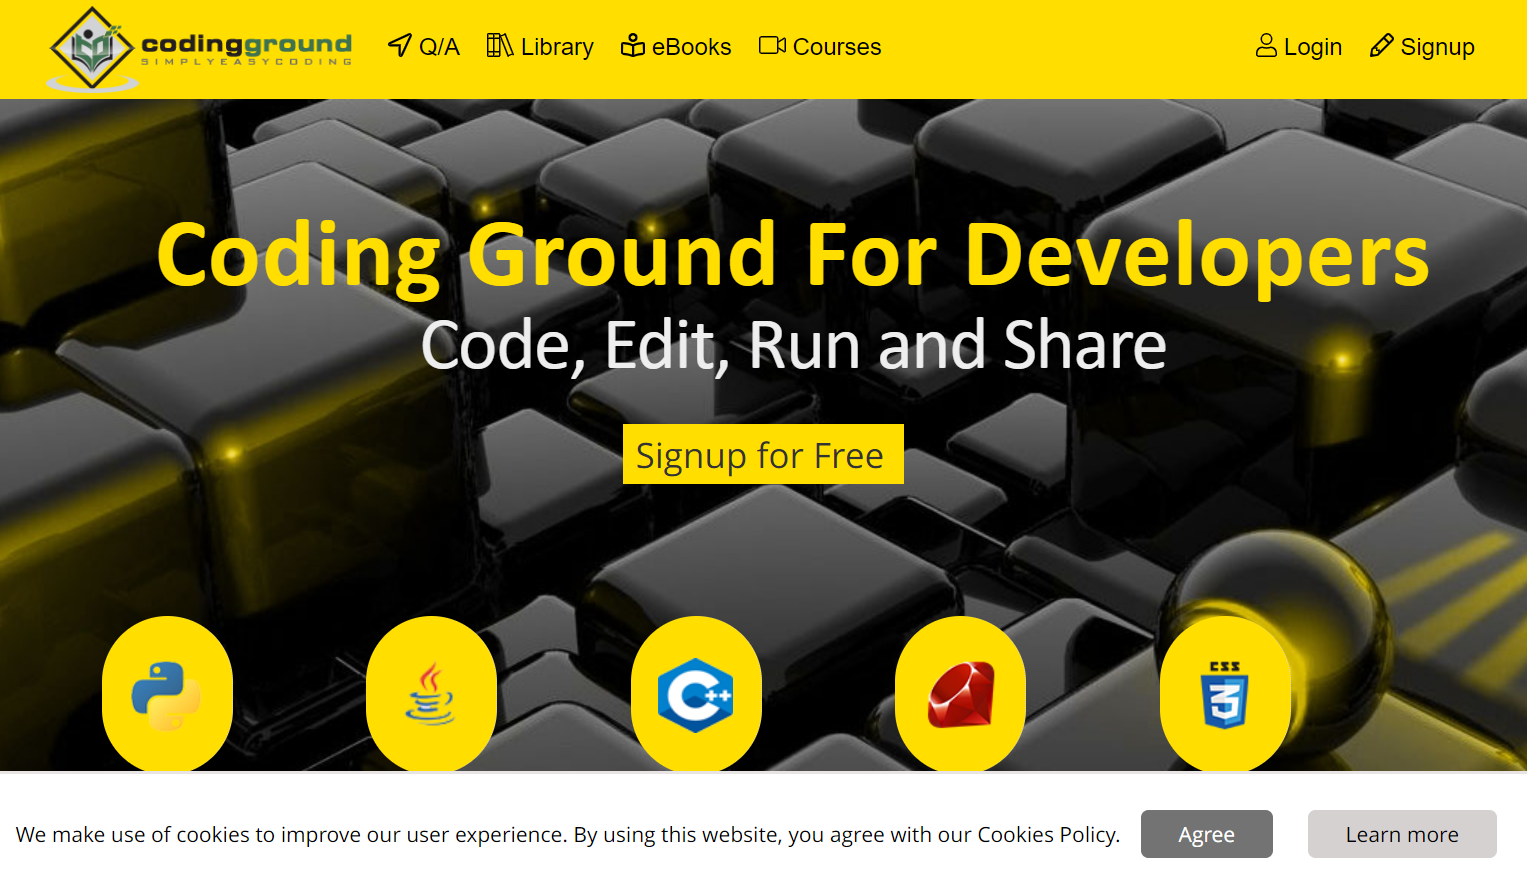 codingground
SIMPLYEASYCODING
Q/A
Library
eBooks
Courses
Login
Signup
Coding Ground For Developers
Code, Edit, Run and Share
Signup for Free
C++
CSS
3
We make use of cookies to improve our user experience. By using this website, you agree with our Cookies Policy.
Agree
Learn more